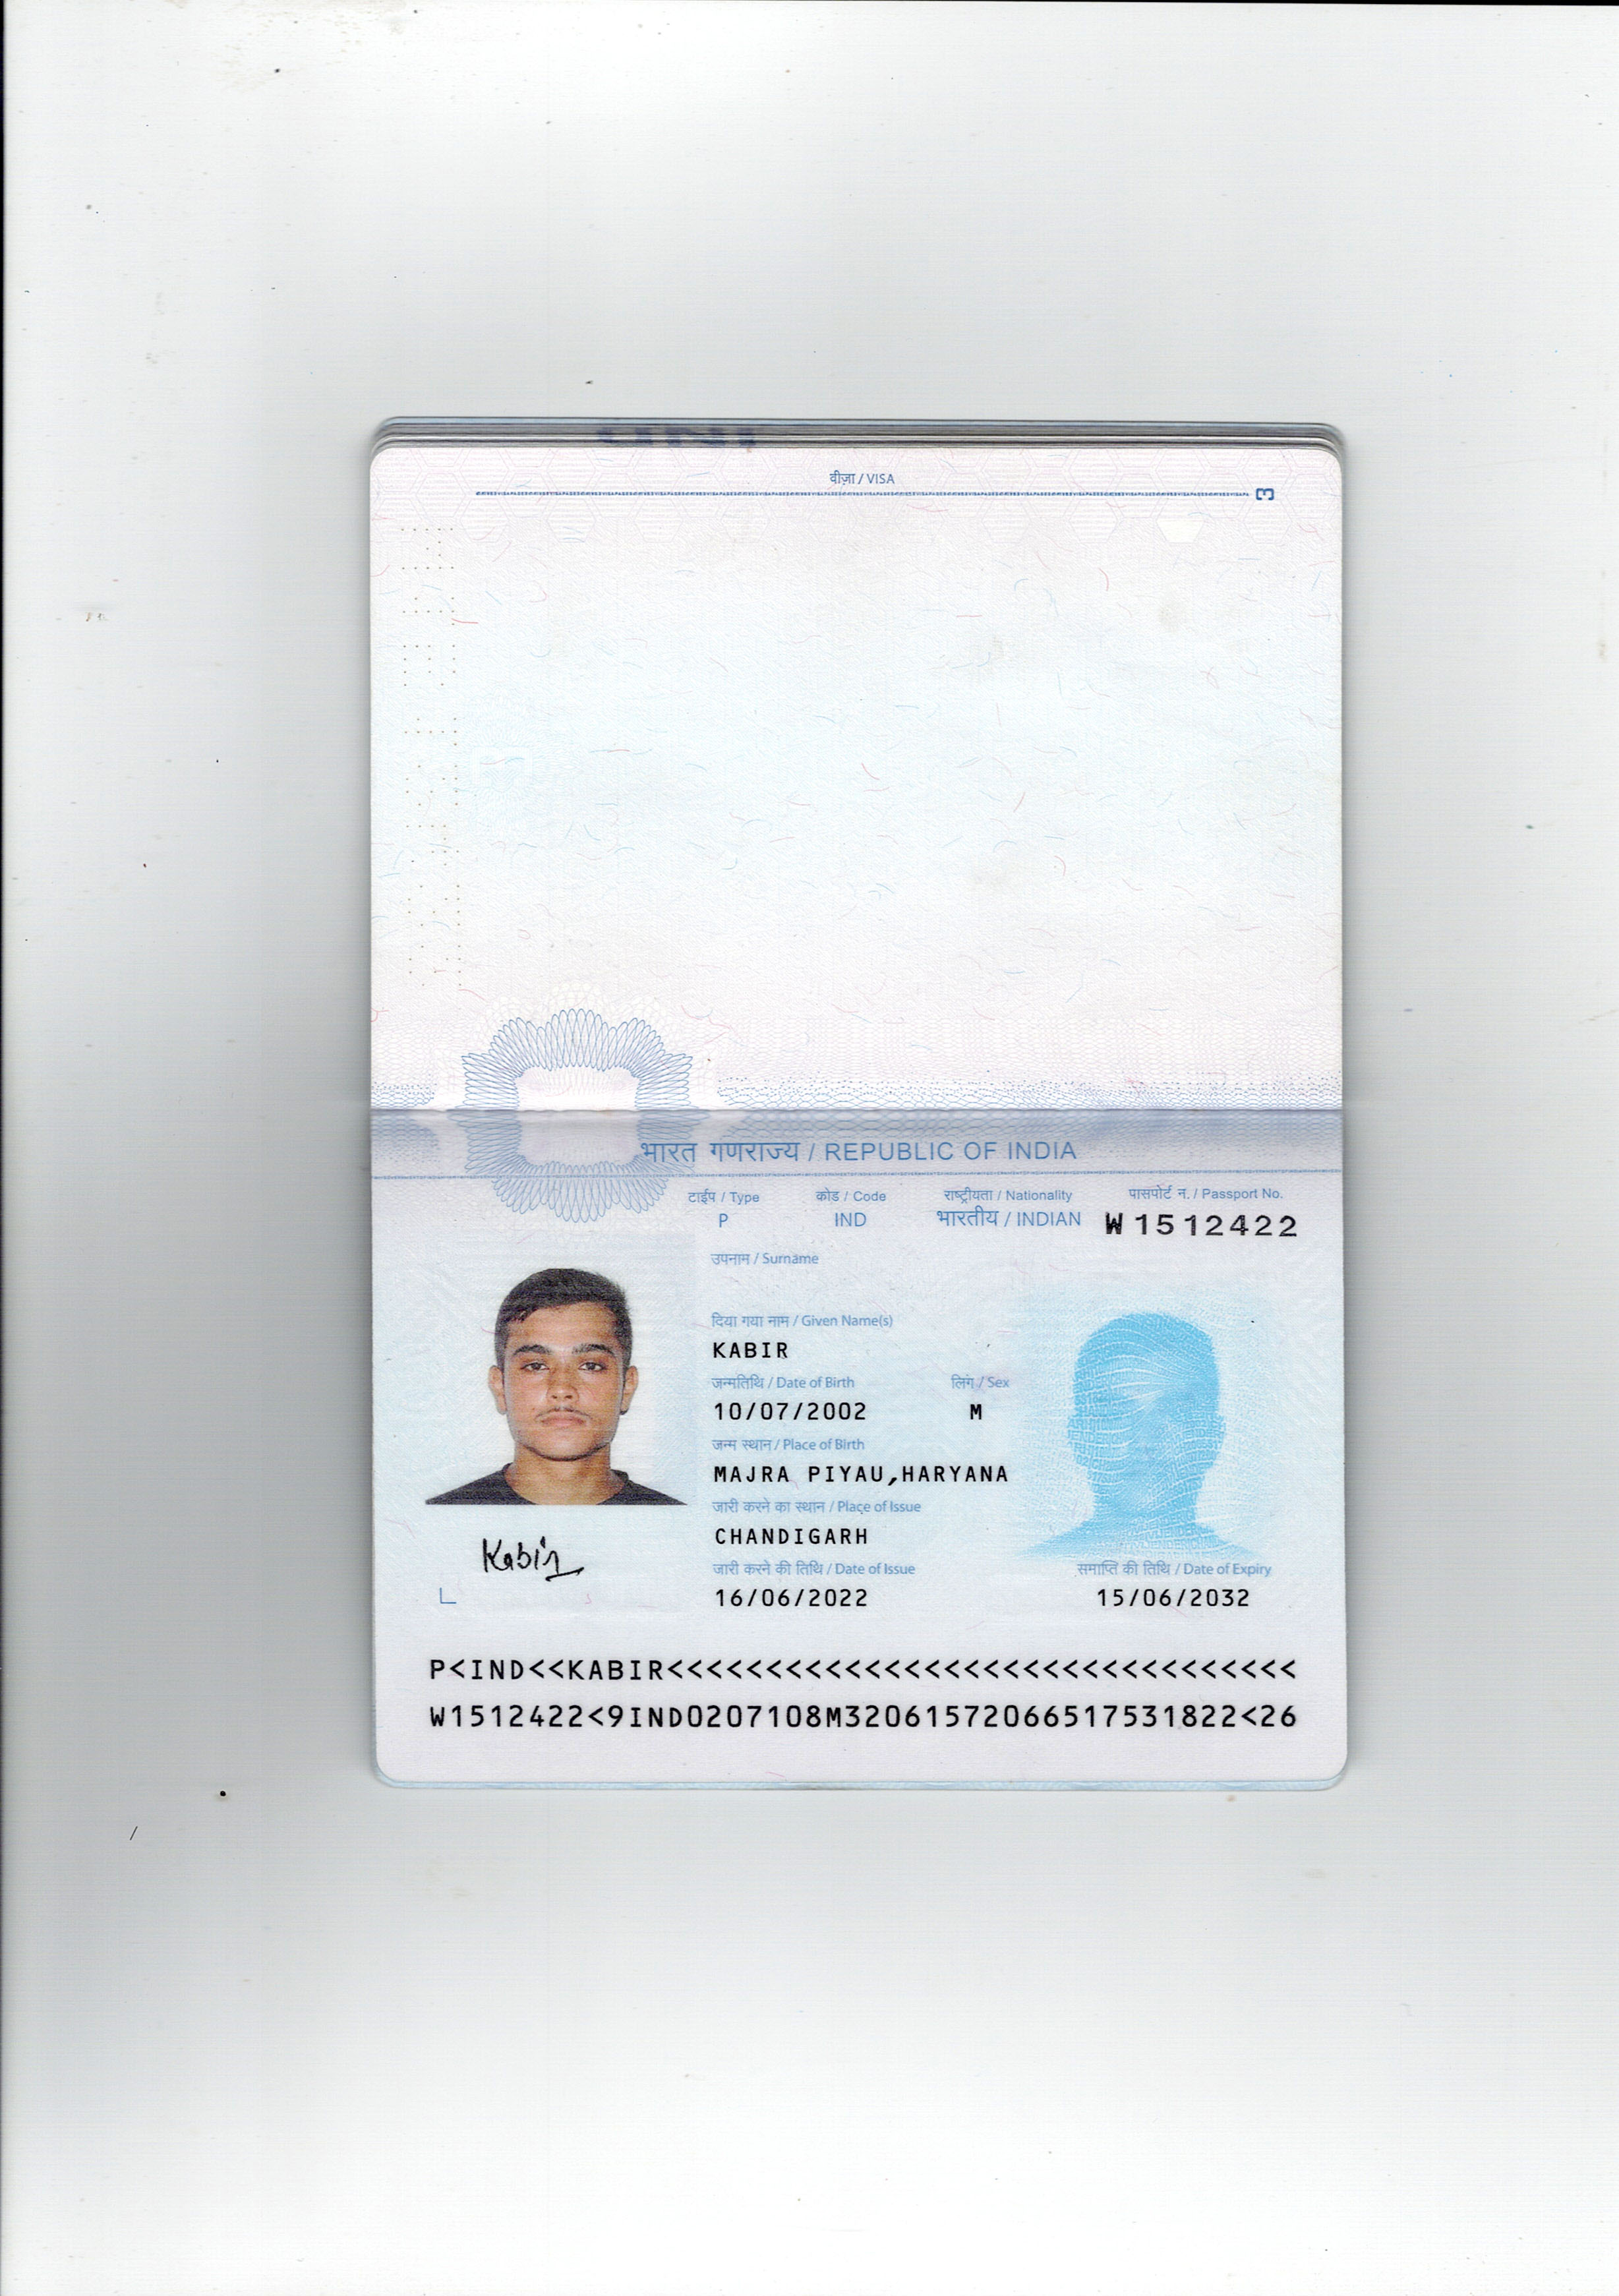 वीज़ा / VISA
3
भारत गणराज्य / REPUBLIC OF INDIA
टाईप / Type कोड / Code राष्ट्रीयता / Nationality पासपोर्ट न. / Passport No.
P IND भारतीय / INDIAN W1512422
उपनाम / Surname
दिया गया नाम / Given Name(s)
KABIR
जन्मतिथि / Date of Birth लिंग / Sex
10/07/2002 M
जन्म स्थान / Place of Birth
MAJRA PIYAU,HARYANA
जारी करने का स्थान / Place of Issue
CHANDIGARH
Kabir
जारी करने की तिथि / Date of Issue समाप्ति की तिथि / Date of Expiry
16/06/2022 15/06/2032
P<IND<<KABIR<<<<<<<<<<<<<<<<<<<<<<<<<<<<<<<<
W1512422<9IND0207108M32061572066517531822<26